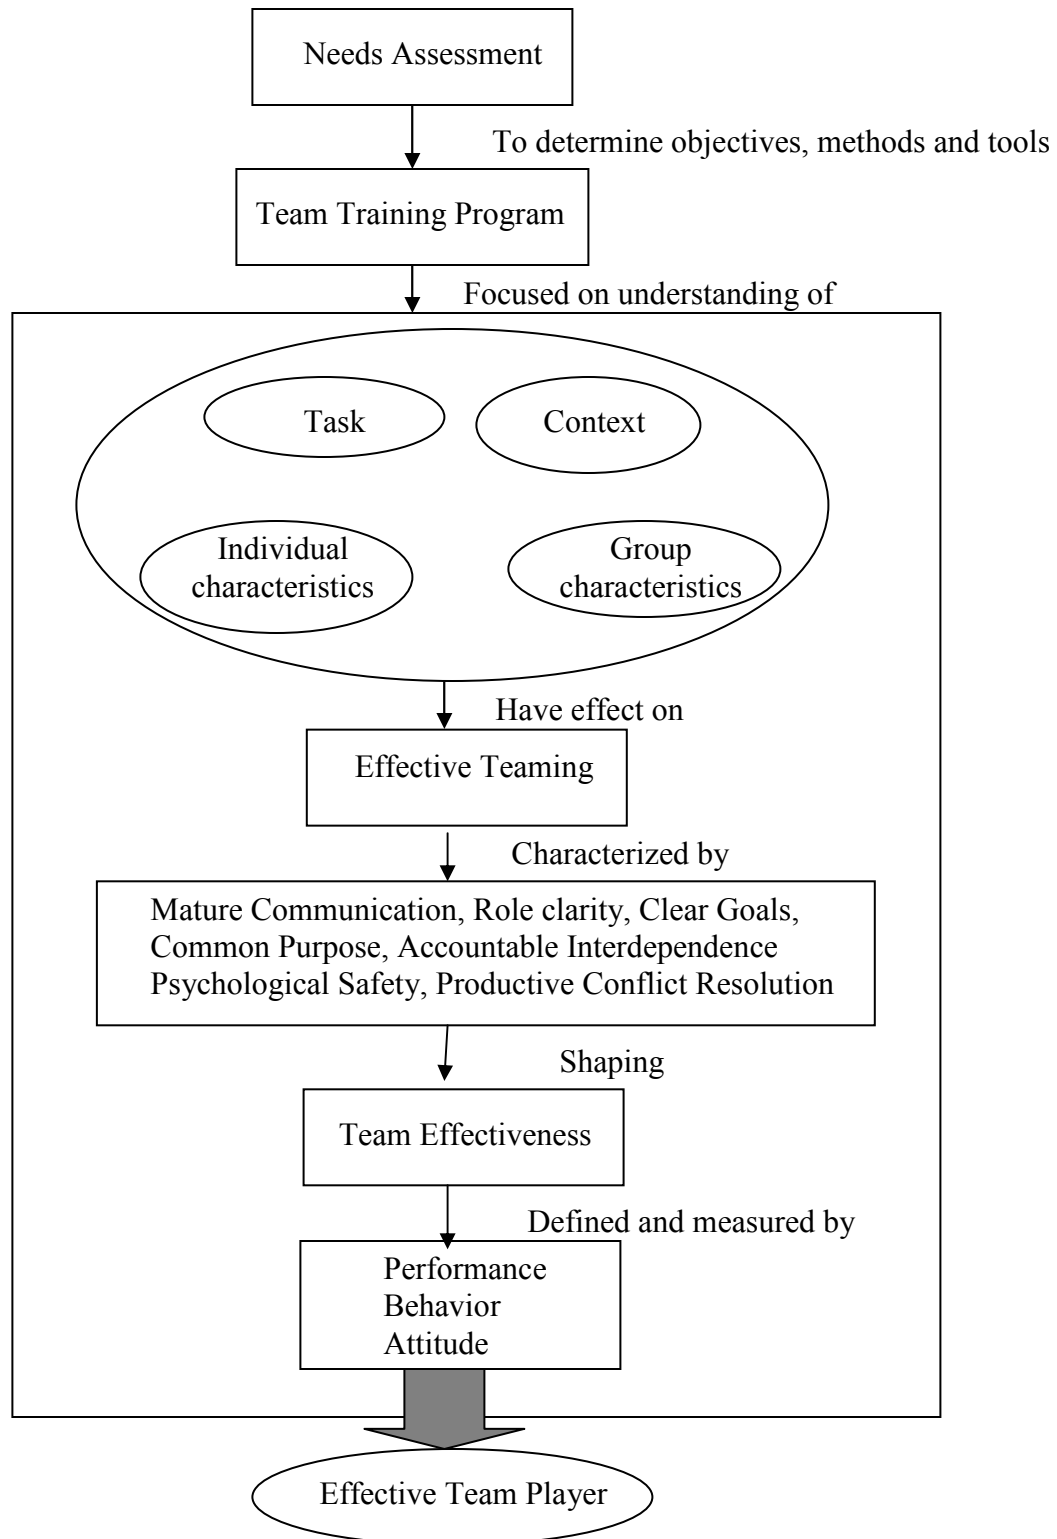 Needs Assessment
To determine objectives, methods and tools
Team Training Program
Focused on understanding of
Task
Context
Individual
characteristics
Group
characteristics
Have effect on
Effective Teaming
Characterized by
Mature Communication, Role clarity, Clear Goals,
Common Purpose, Accountable Interdependence
Psychological Safety, Productive Conflict Resolution
Shaping
Team Effectiveness
Defined and measured by
Performance
Behavior
Attitude
Effective Team Player